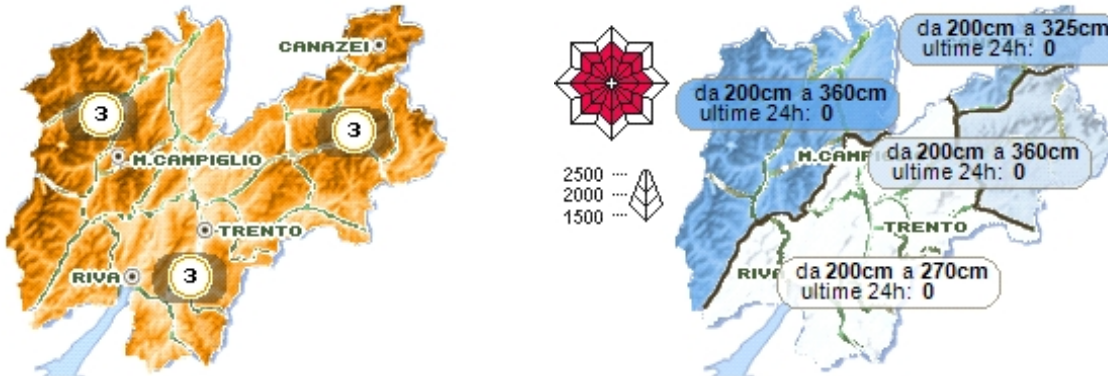 CANAZEI
3
3
M.CAMPIGLIO
TRENTO
RIVA
3
da 200cm a 325cm
ultime 24h: 0
da 200cm a 360cm
ultime 24h: 0
M.CAMPI
da 200cm a 360cm
ultime 24h: 0
2500
2000
1500
TRENTO
RIVA
da 200cm a 270cm
ultime 24h: 0